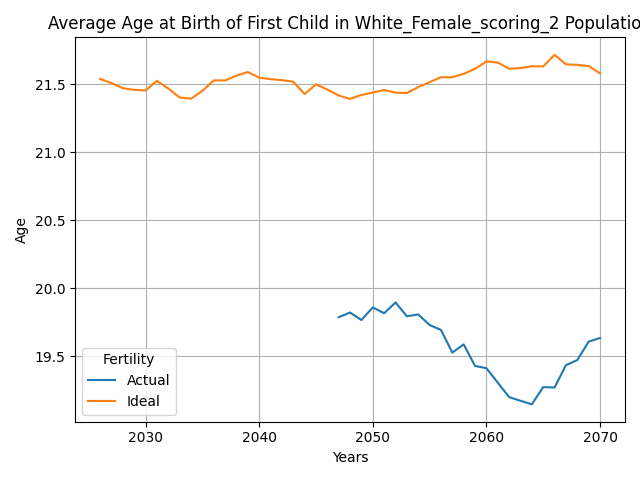 Average Age at Birth of First Child in White_Female_scoring_2 Populatio
21.5
21.0
20.5
20.0
19.5
Age
Fertility
Actual
Ideal
2030 2040 2050 2060 2070
Years